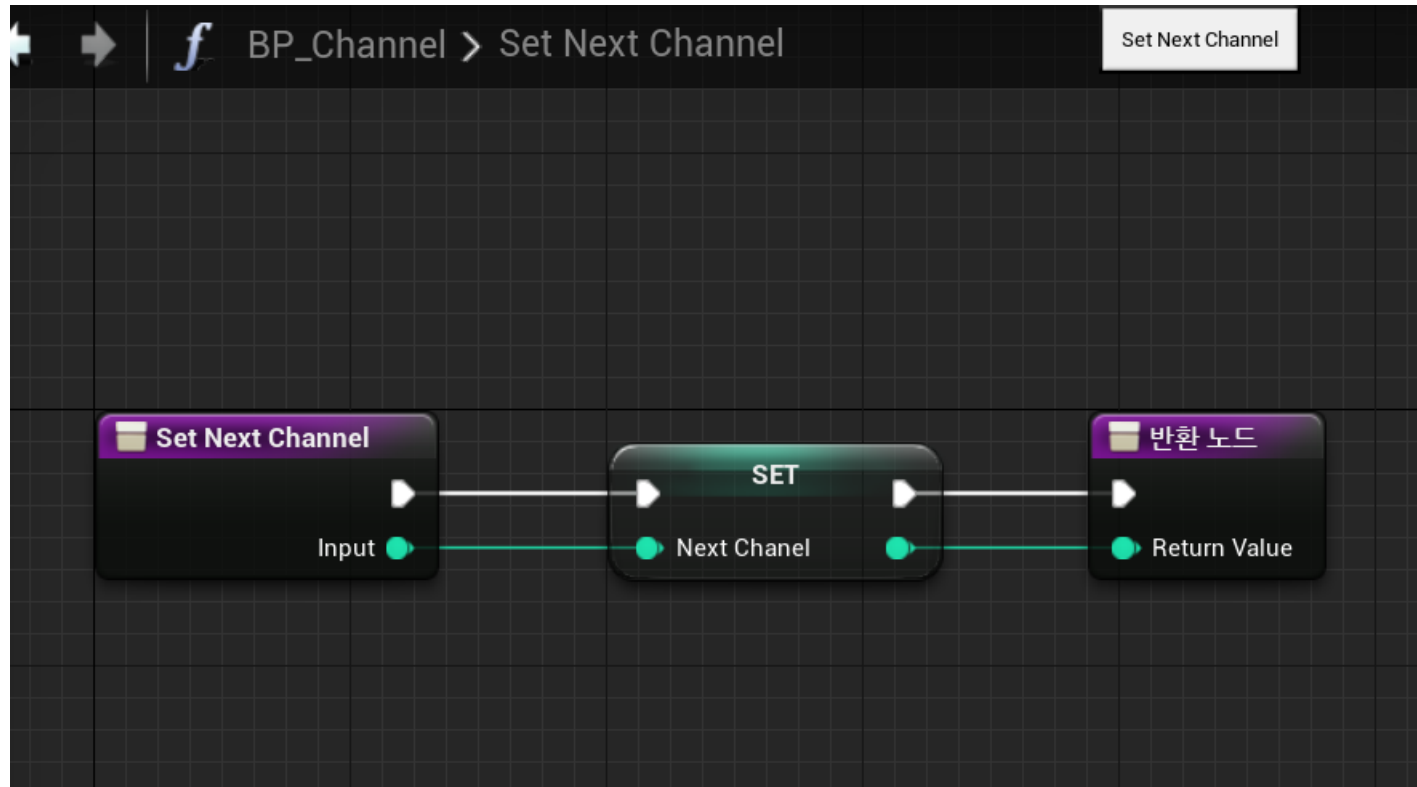 BP_Channel > Set Next Channel
Set Next Channel
Set Next Channel
Input
SET
Next Chanel
반환 노드
Return Value